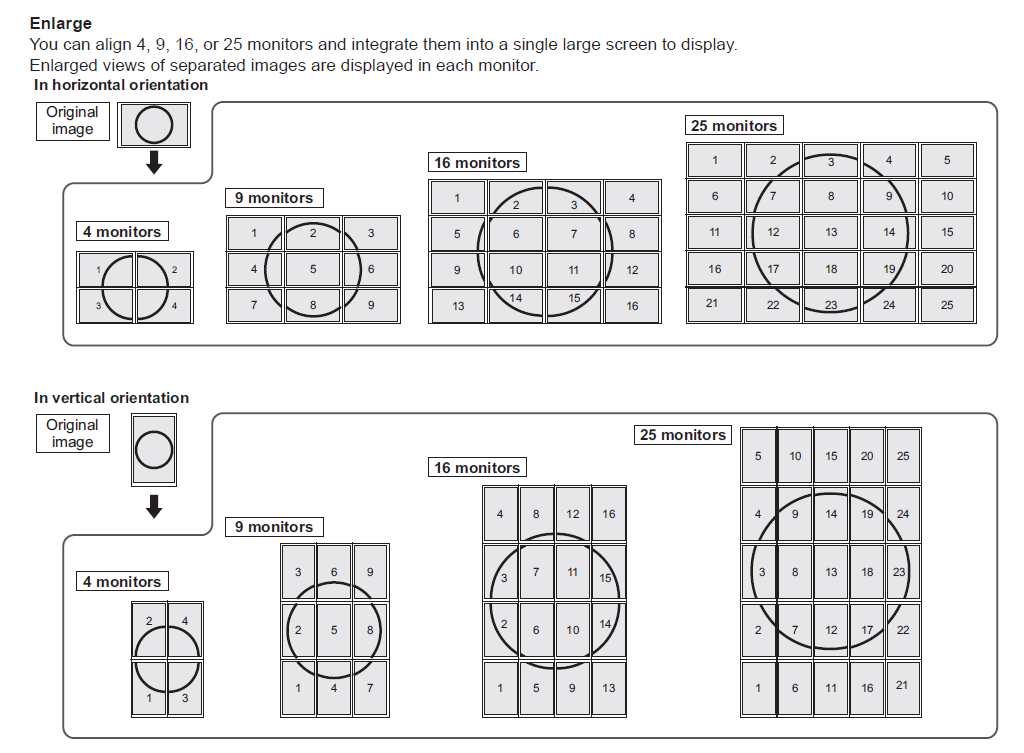 Enlarge
You can align 4, 9, 16, or 25 monitors and integrate them into a single large screen to display.
Enlarged views of separated images are displayed in each monitor.
In horizontal orientation
Original
image
4 monitors
1 2
3 4
9 monitors
1 2 3
4 5 6
7 8 9
16 monitors
1 2 3 4
5 6 7 8
9 10 11 12
13 14 15 16
25 monitors
1 2 3 4 5
6 7 8 9 10
11 12 13 14 15
16 17 18 19 20
21 22 23 24 25
In vertical orientation
Original
image
4 monitors
2 4
1 3
9 monitors
3 6 9
2 5 8
1 4 7
16 monitors
4 8 12 16
3 7 11 15
2 6 10 14
1 5 9 13
25 monitors
5 10 15 20 25
4 9 14 19 24
3 8 13 18 23
2 7 12 17 22
1 6 11 16 21